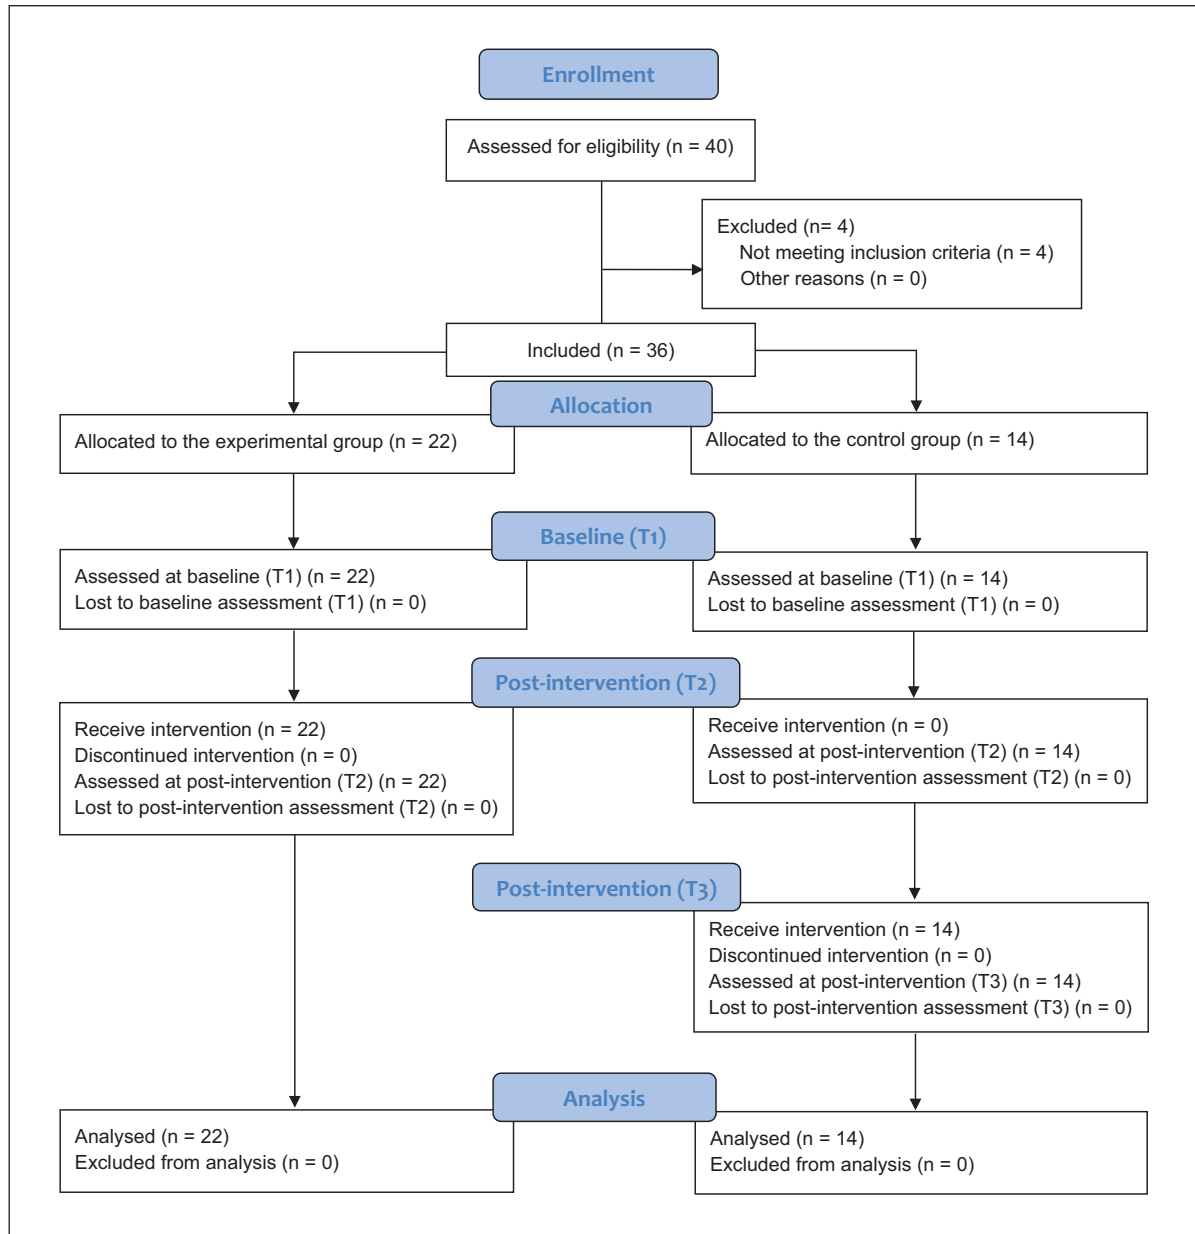 Enrollment
Assessed for eligibility (n = 40)
Excluded (n= 4)
Not meeting inclusion criteria (n = 4)
Other reasons (n = 0)
Included (n = 36)
Allocation
Allocated to the experimental group (n = 22)
Allocated to the control group (n = 14)
Baseline (T1)
Assessed at baseline (T1) (n = 22)
Lost to baseline assessment (T1) (n = 0)
Assessed at baseline (T1) (n = 14)
Lost to baseline assessment (T1) (n = 0)
Post-intervention (T2)
Receive intervention (n = 22)
Discontinued intervention (n = 0)
Assessed at post-intervention (T2) (n = 22)
Lost to post-intervention assessment (T2) (n = 0)
Receive intervention (n = 0)
Assessed at post-intervention (T2) (n = 14)
Lost to post-intervention assessment (T2) (n = 0)
Post-intervention (T3)
Receive intervention (n = 14)
Discontinued intervention (n = 0)
Assessed at post-intervention (T3) (n = 14)
Lost to post-intervention assessment (T3) (n = 0)
Analysis
Analysed (n = 22)
Excluded from analysis (n = 0)
Analysed (n = 14)
Excluded from analysis (n = 0)